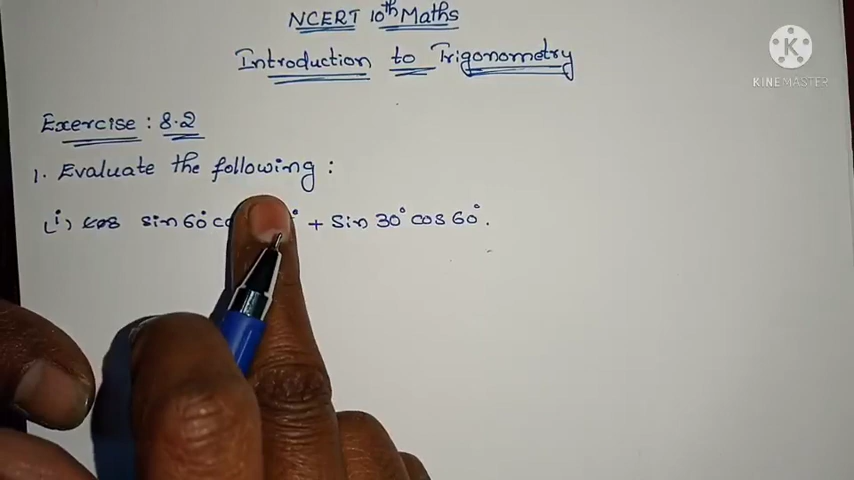 NCERT 10th Maths
Introduction to Trigonometry
K
KINEMASTER
Exercise : 8.2
1. Evaluate the following :
(i) sin 60° + Sin 30° cos 60°.